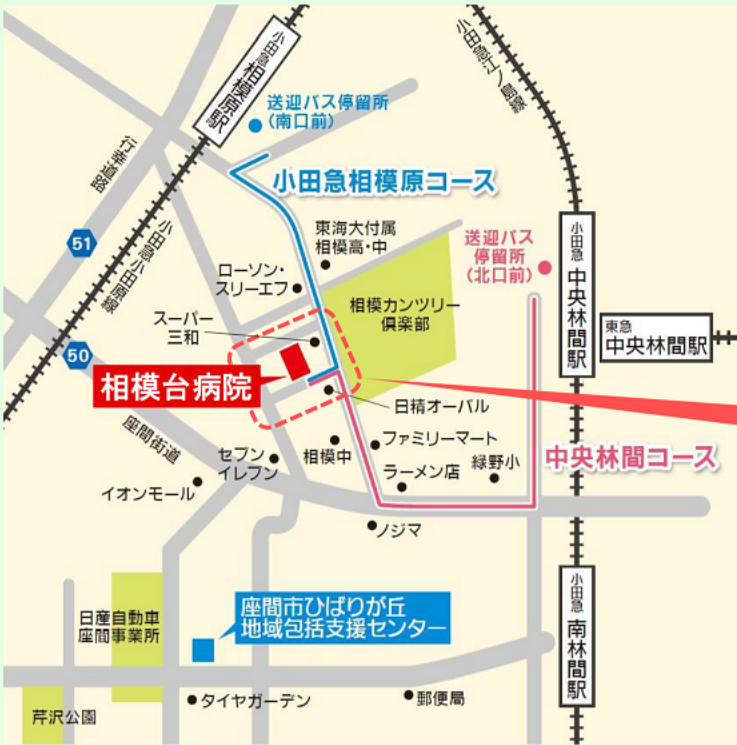 小田急
相模原駅
送迎バス停留所
(南口前)
小田急江ノ島線
行幸道路
小田急相模原コース
51
小田急小田原線
東海大付属
相模高・中
送迎バス
停留所
(北口前)
小田急
中央林間駅
ローソン・
スリーエフ
相模カンツリー
倶楽部
スーパー
三和
東急
中央林間駅
50
相模台病院
日精オーバル
座間街道
セブン
イレブン
相模中
ファミリーマート
中央林間コース
イオンモール
ラーメン店
緑野小
ノジマ
小田急
南林間駅
日産自動車
座間事業所
座間市ひばりが丘
地域包括支援センター
タイヤガーデン
郵便局
芹沢公園